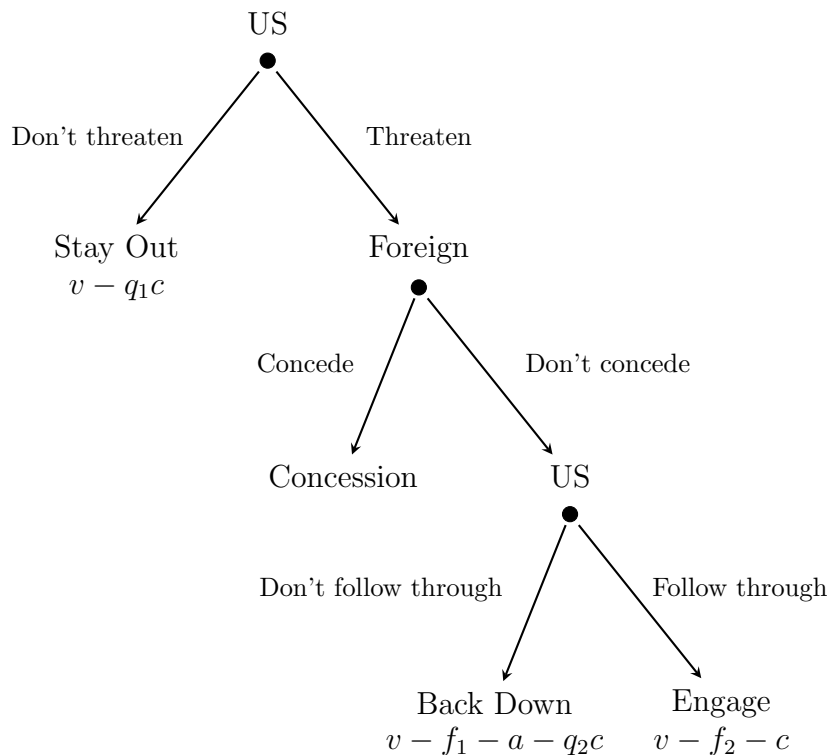 US
Don't threaten
Threaten
Stay Out
v − q₁c
Foreign
Concede
Don't concede
Concession
US
Don't follow through
Follow through
Back Down
v − f₁ − a − q₂c
Engage
v − f₂ − c